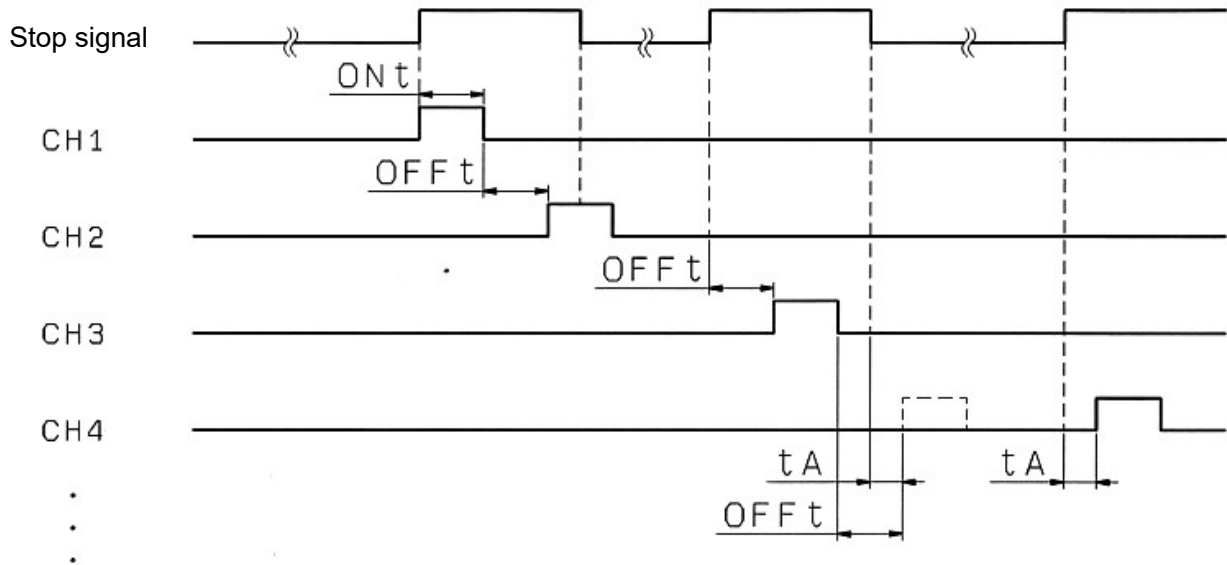 Stop signal
ONt
CH1
OFFt
CH2
OFFt
CH3
CH4
tA
tA
OFFt